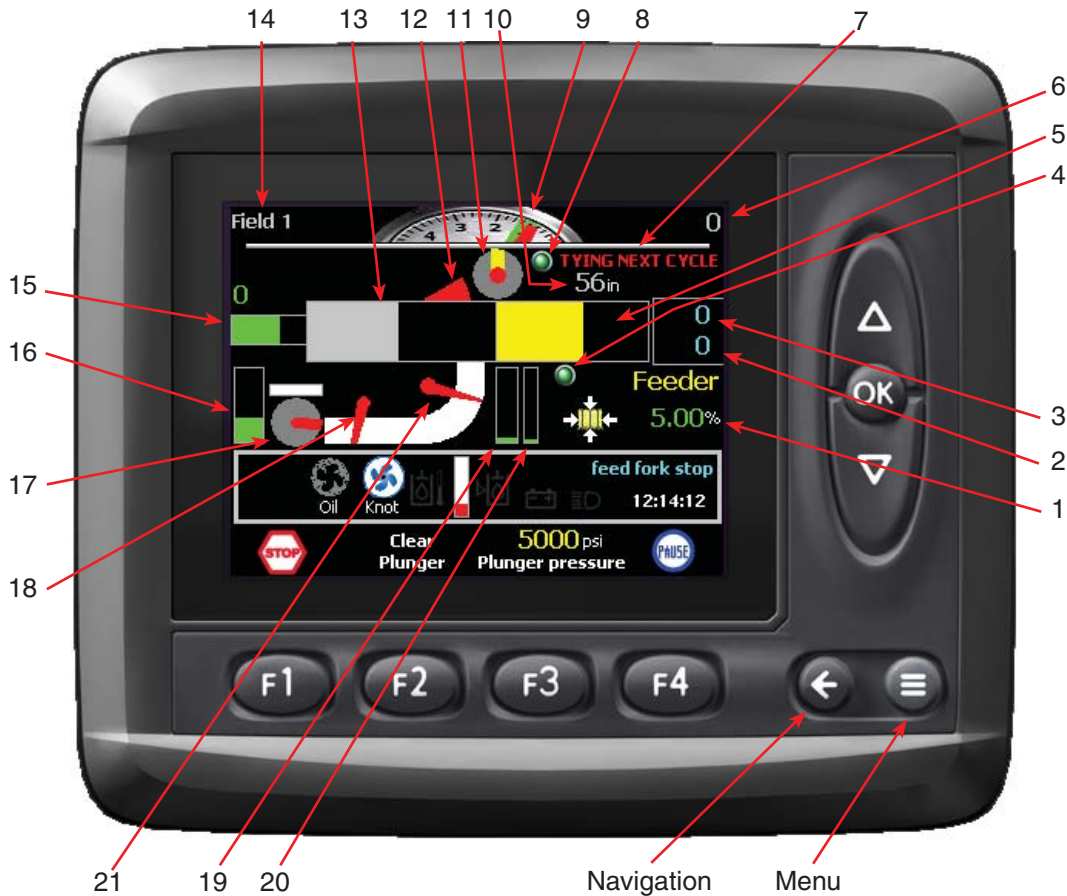 14 13 12 11 10 8 9 7
6
5
4
Field 1
4 3 2
0
TYING NEXT CYCLE
56in
15
0
0
0
16
Feeder
5.00%
OK
3
2
17
feed fork stop
Oil
Knot
12:14:12
1
STOP
Clear
Plunger
5000 psi
Plunger pressure
PAUSE
18
F1 F2 F3 F4
21 19 20 Navigation Menu